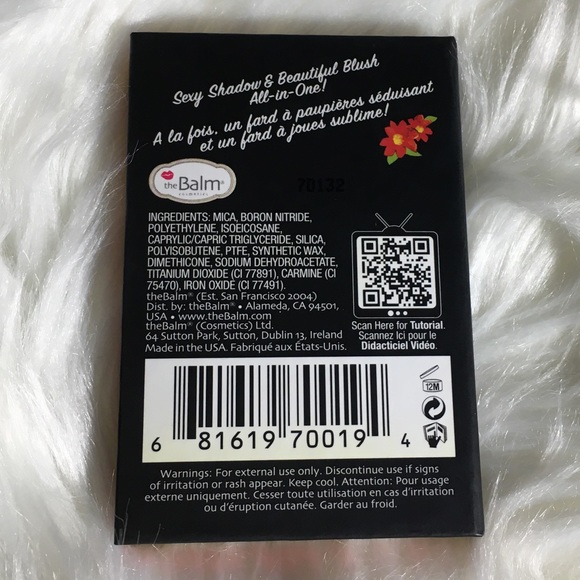 Sexy Shadow & Beautiful Blush
All-in-One!
A la fois, un fard à paupières séduisant
et un fard à joues sublime!
theBalm®
COSMETICS
70132
INGREDIENTS: MICA, BORON NITRIDE,
POLYETHYLENE, ISOEICOSANE,
CAPRYLIC/CAPRIC TRIGLYCERIDE, SILICA,
POLYISOBUTENE, PTFE, SYNTHETIC WAX,
DIMETHICONE, SODIUM DEHYDROACETATE,
TITANIUM DIOXIDE (CI 77891), CARMINE (CI
75470), IRON OXIDE (CI 77491).
theBalm® (Est. San Francisco 2004)
Dist. by: theBalm® • Alameda, CA 94501,
USA • www.theBalm.com
theBalm® (Cosmetics) Ltd.
64 Sutton Park, Sutton, Dublin 13, Ireland
Made in the USA. Fabriqué aux États-Unis.
Scan Here for Tutorial.
Scannez Ici pour le
Didacticiel Vidéo.
12M
6 81619 70019 4
Warnings: For external use only. Discontinue use if signs
of irritation or rash appear. Keep cool. Attention: Pour usage
externe uniquement. Cesser toute utilisation en cas d'irritation
ou d'éruption cutanée. Garder au froid.